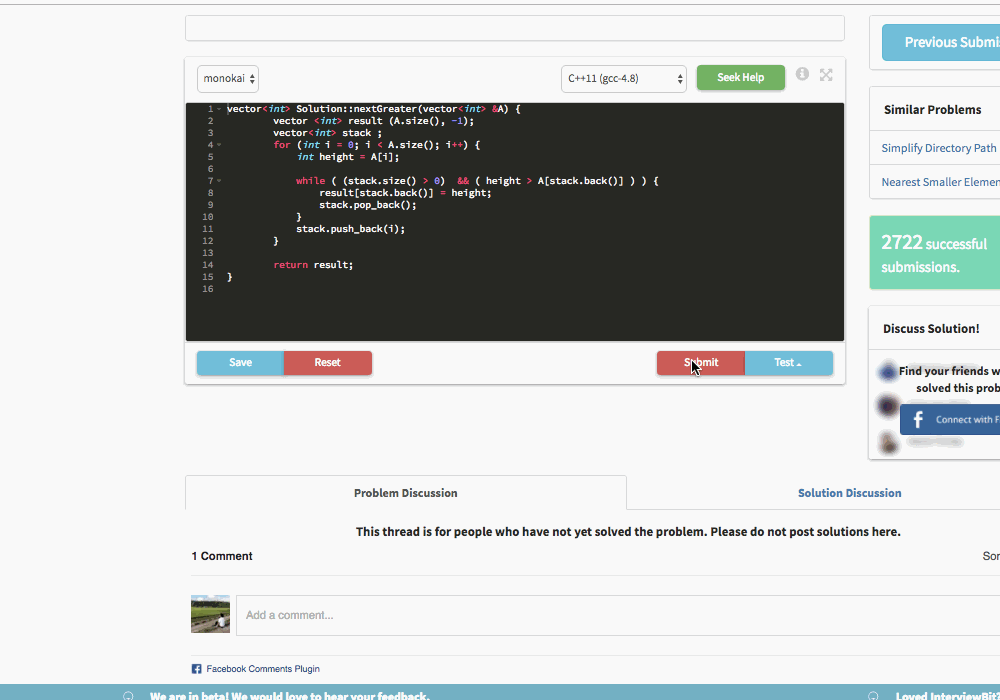 Previous Submi
monokai
C++11 (gcc-4.8)
Seek Help
Similar Problems
Simplify Directory Path
Nearest Smaller Elemen
2722 successful
submissions.
Discuss Solution!
Find your friends w
solved this prob
Connect with F
1 vector<int> Solution::nextGreater(vector<int> &A) {
2 vector <int> result (A.size(), -1);
3 vector<int> stack ;
4 for (int i = 0; i < A.size(); i++) {
5 int height = A[i];
6
7 while ( (stack.size() > 0) && ( height > A[stack.back()] ) ) {
8 result[stack.back()] = height;
9 stack.pop_back();
10 }
11 stack.push_back(i);
12 }
13
14 return result;
15 }
16
Save
Reset
Submit
Test
Problem Discussion
Solution Discussion
This thread is for people who have not yet solved the problem. Please do not post solutions here.
1 Comment
Sor
Add a comment...
Facebook Comments Plugin
We are in beta! We would love to hear your feedback.
Loved InterviewBit?